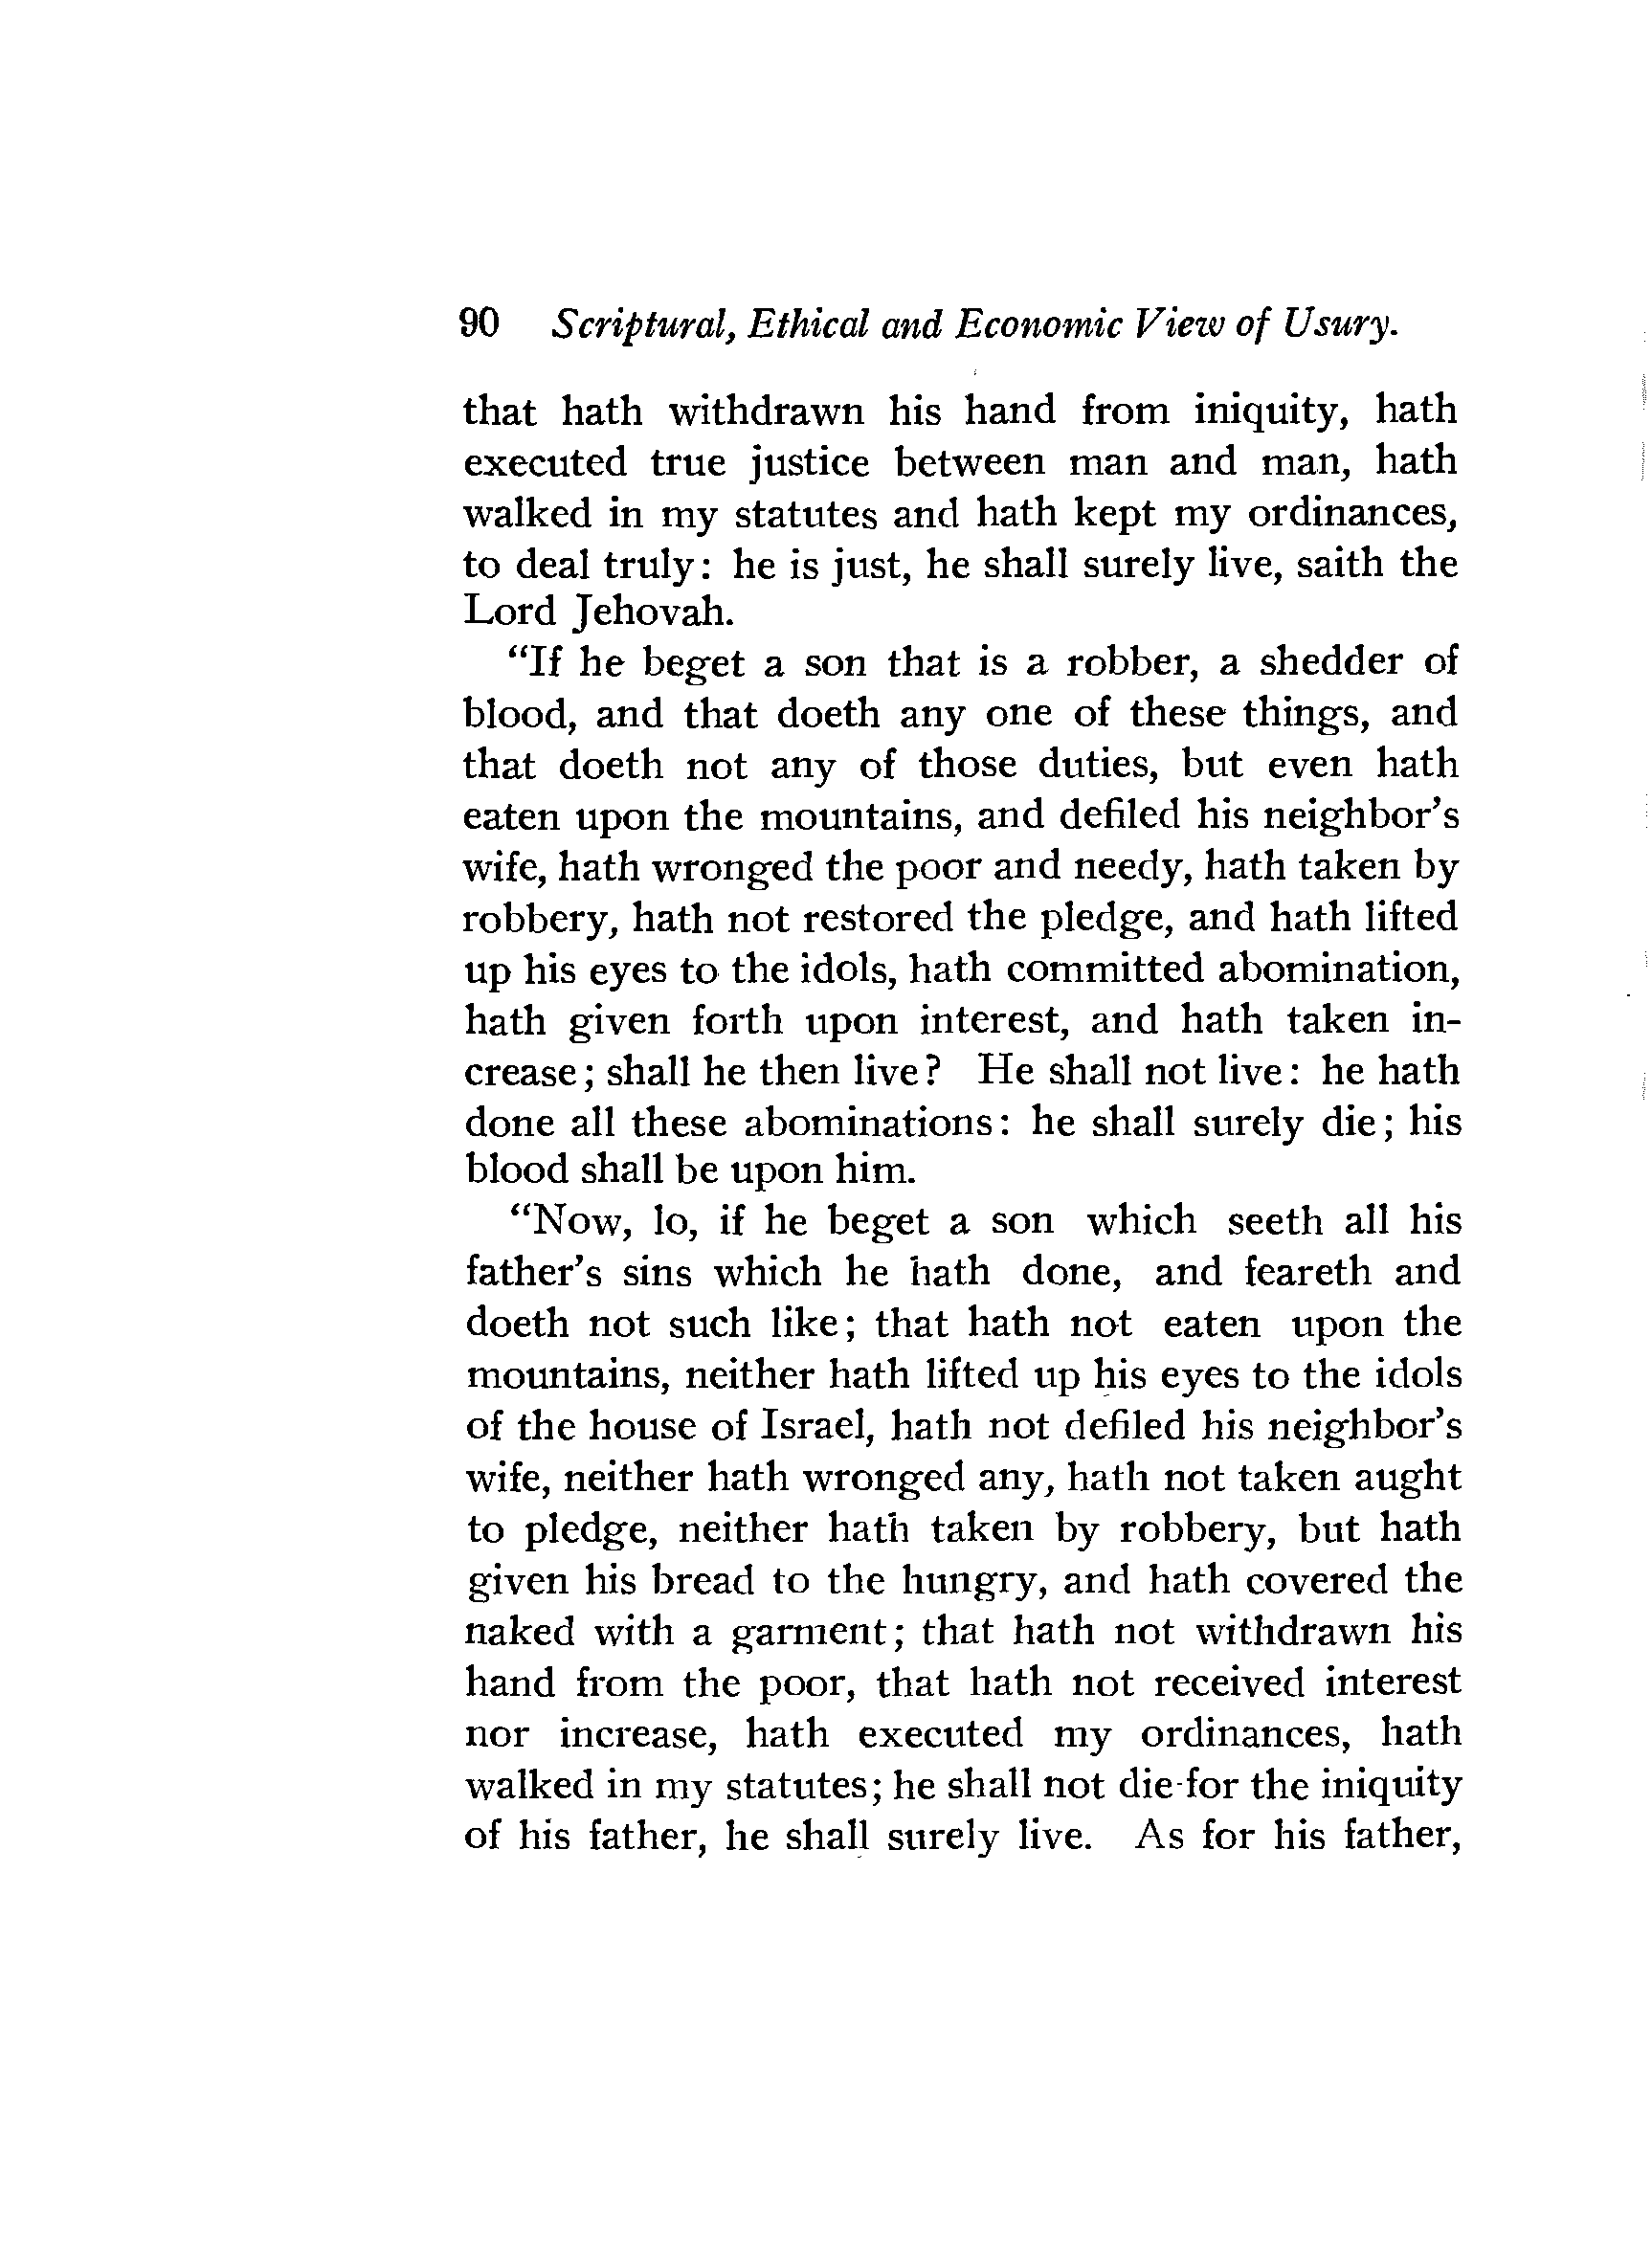 90 Scriptural, Ethical and Economic View of Usury.
that hath withdrawn his hand from iniquity, hath
executed true justice between man and man, hath
walked in my statutes and hath kept my ordinances,
to deal truly: he is just, he shall surely live, saith the
Lord Jehovah.
"If he beget a son that is a robber, a shedder of
blood, and that doeth any one of these things, and
that doeth not any of those duties, but even hath
eaten upon the mountains, and defiled his neighbor's
wife, hath wronged the poor and needy, hath taken by
robbery, hath not restored the pledge, and hath lifted
up his eyes to the idols, hath committed abomination,
hath given forth upon interest, and hath taken in-
crease; shall he then live? He shall not live: he hath
done all these abominations: he shall surely die; his
blood shall be upon him.
"Now, lo, if he beget a son which seeth all his
father's sins which he hath done, and feareth and
doeth not such like; that hath not eaten upon the
mountains, neither hath lifted up his eyes to the idols
of the house of Israel, hath not defiled his neighbor's
wife, neither hath wronged any, hath not taken aught
to pledge, neither hath taken by robbery, but hath
given his bread to the hungry, and hath covered the
naked with a garment; that hath not withdrawn his
hand from the poor, that hath not received interest
nor increase, hath executed my ordinances, hath
walked in my statutes; he shall not die for the iniquity
of his father, he shall surely live. As for his father,